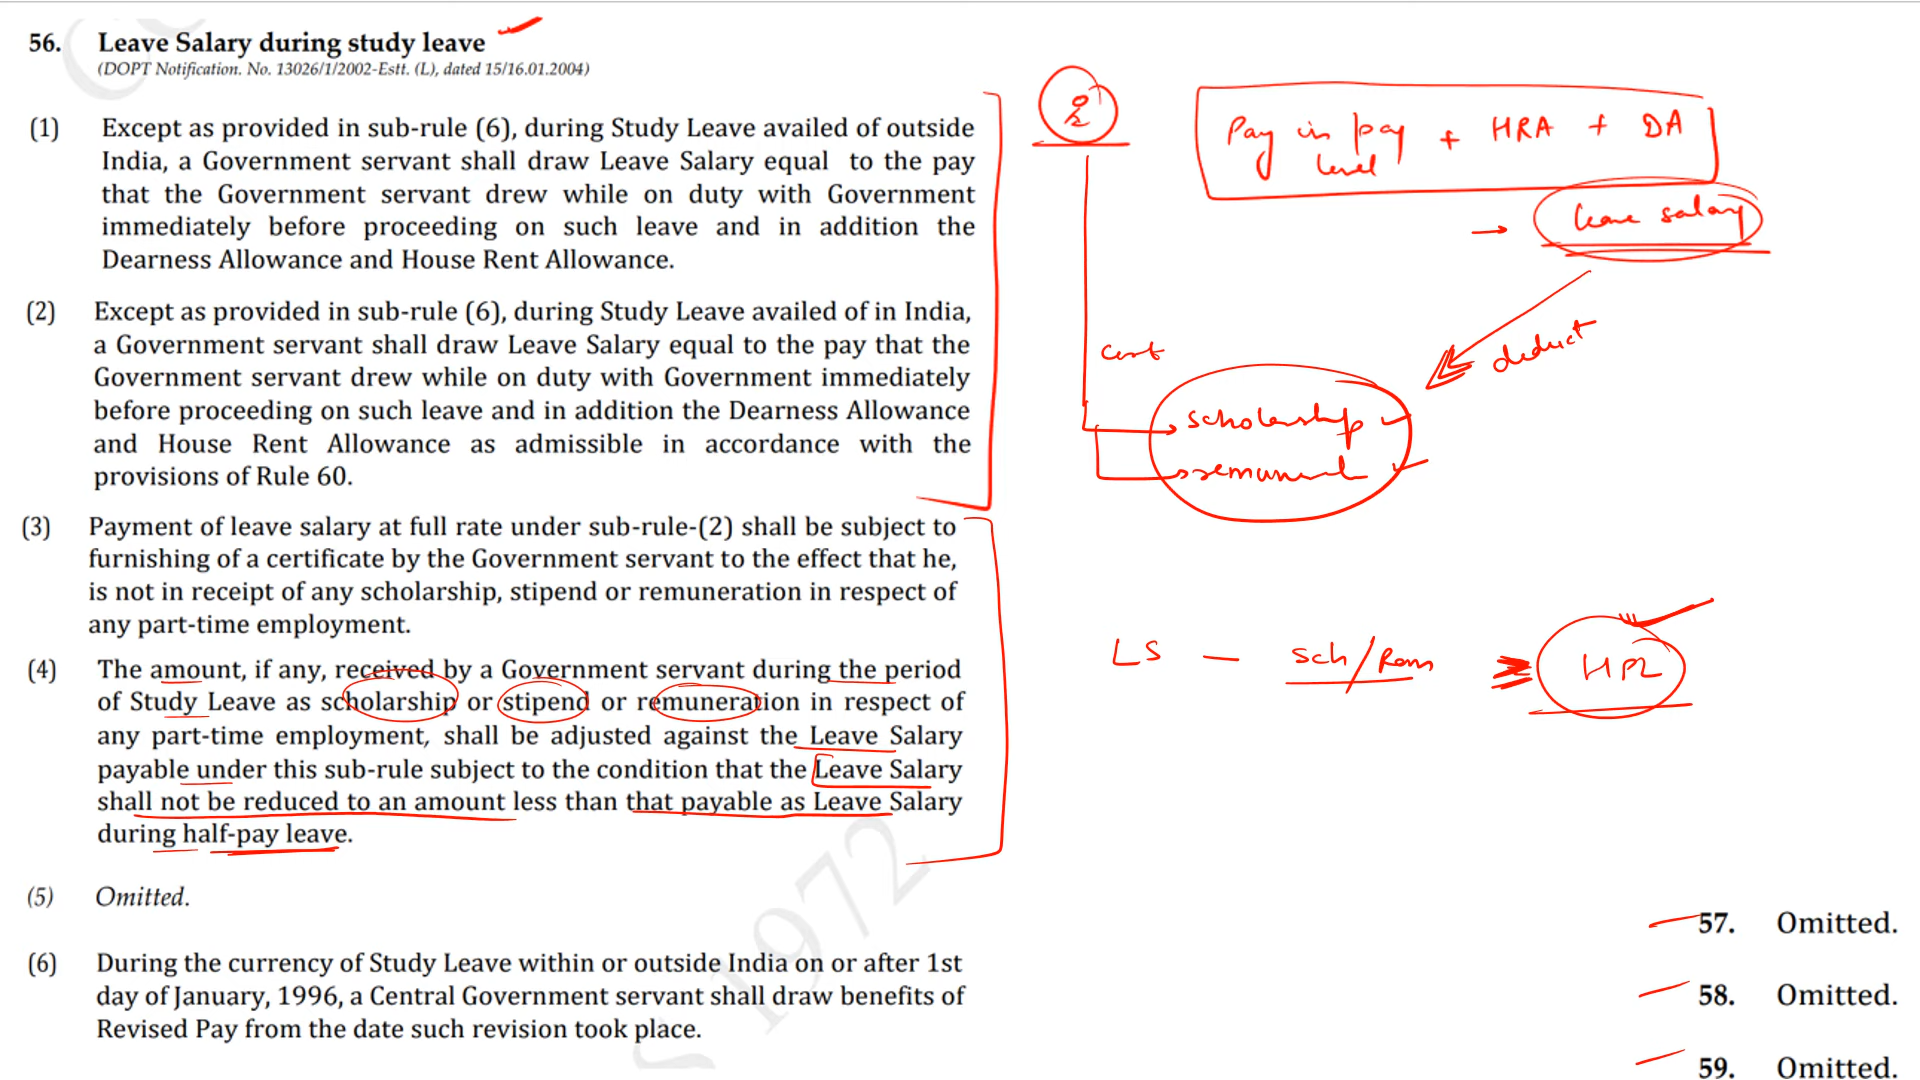 56. Leave Salary during study leave
(DOPT Notification. No. 13026/1/2002-Estt. (L), dated 15/16.01.2004)
(1) Except as provided in sub-rule (6), during Study Leave availed of outside
India, a Government servant shall draw Leave Salary equal to the pay
that the Government servant drew while on duty with Government
immediately before proceeding on such leave and in addition the
Dearness Allowance and House Rent Allowance.
(2) Except as provided in sub-rule (6), during Study Leave availed of in India,
a Government servant shall draw Leave Salary equal to the pay that the
Government servant drew while on duty with Government immediately
before proceeding on such leave and in addition the Dearness Allowance
and House Rent Allowance as admissible in accordance with the
provisions of Rule 60.
(3) Payment of leave salary at full rate under sub-rule-(2) shall be subject to
furnishing of a certificate by the Government servant to the effect that he,
is not in receipt of any scholarship, stipend or remuneration in respect of
any part-time employment.
(4) The amount, if any, received by a Government servant during the period
of Study Leave as scholarship or stipend or remuneration in respect of
any part-time employment, shall be adjusted against the Leave Salary
payable under this sub-rule subject to the condition that the Leave Salary
shall not be reduced to an amount less than that payable as Leave Salary
during half-pay leave.
(5) Omitted.
(6) During the currency of Study Leave within or outside India on or after 1st
day of January, 1996, a Central Government servant shall draw benefits of
Revised Pay from the date such revision took place.
Pay in pay + HRA + DA
level
→ leave salary
deduct
cert
scholarship
LS - Sch/Rem
HPL
57. Omitted.
58. Omitted.
59. Omitted.
1972